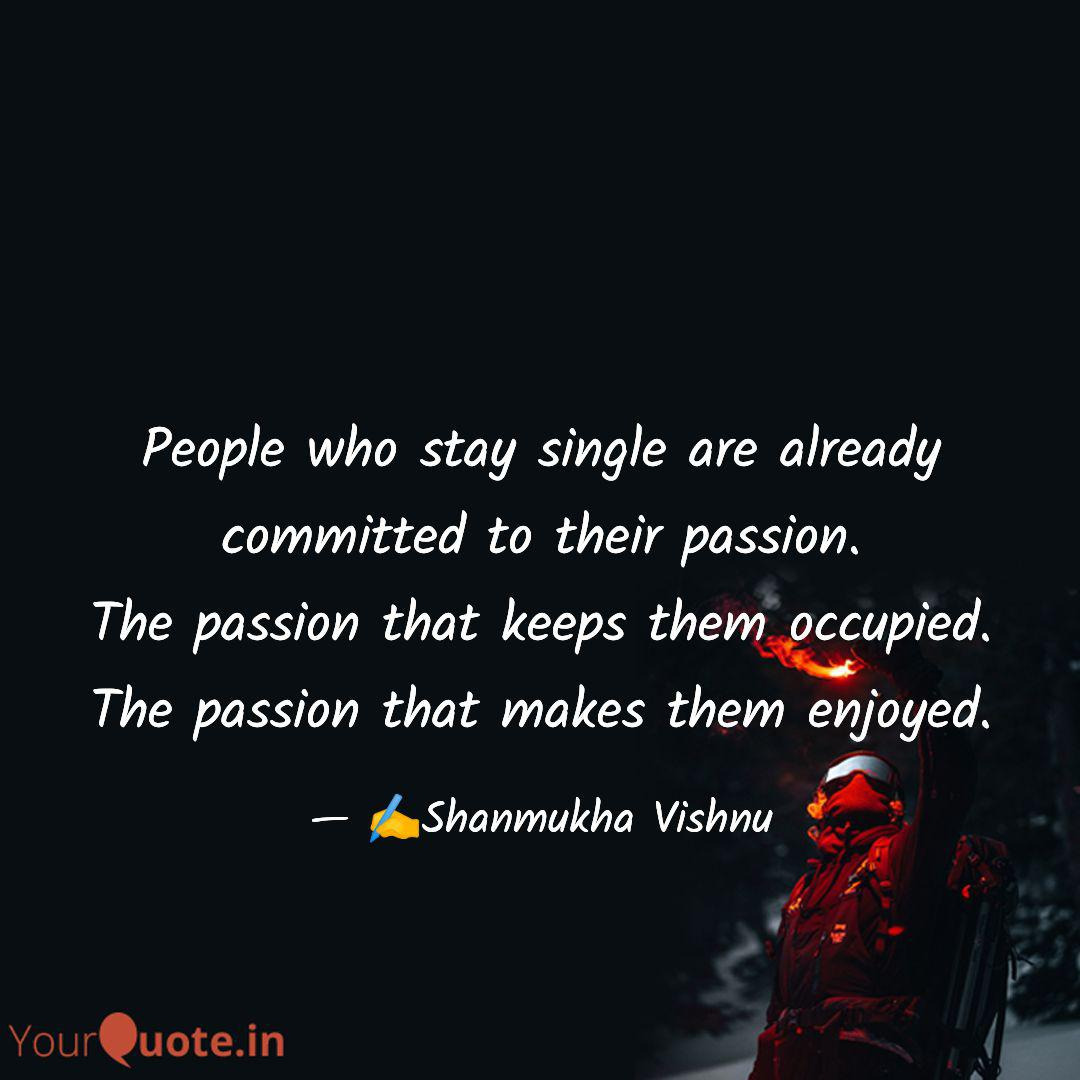 People who stay single are already
committed to their passion.
The passion that keeps them occupied.
The passion that makes them enjoyed.
— ✍Shanmukha Vishnu
YourQuote.in